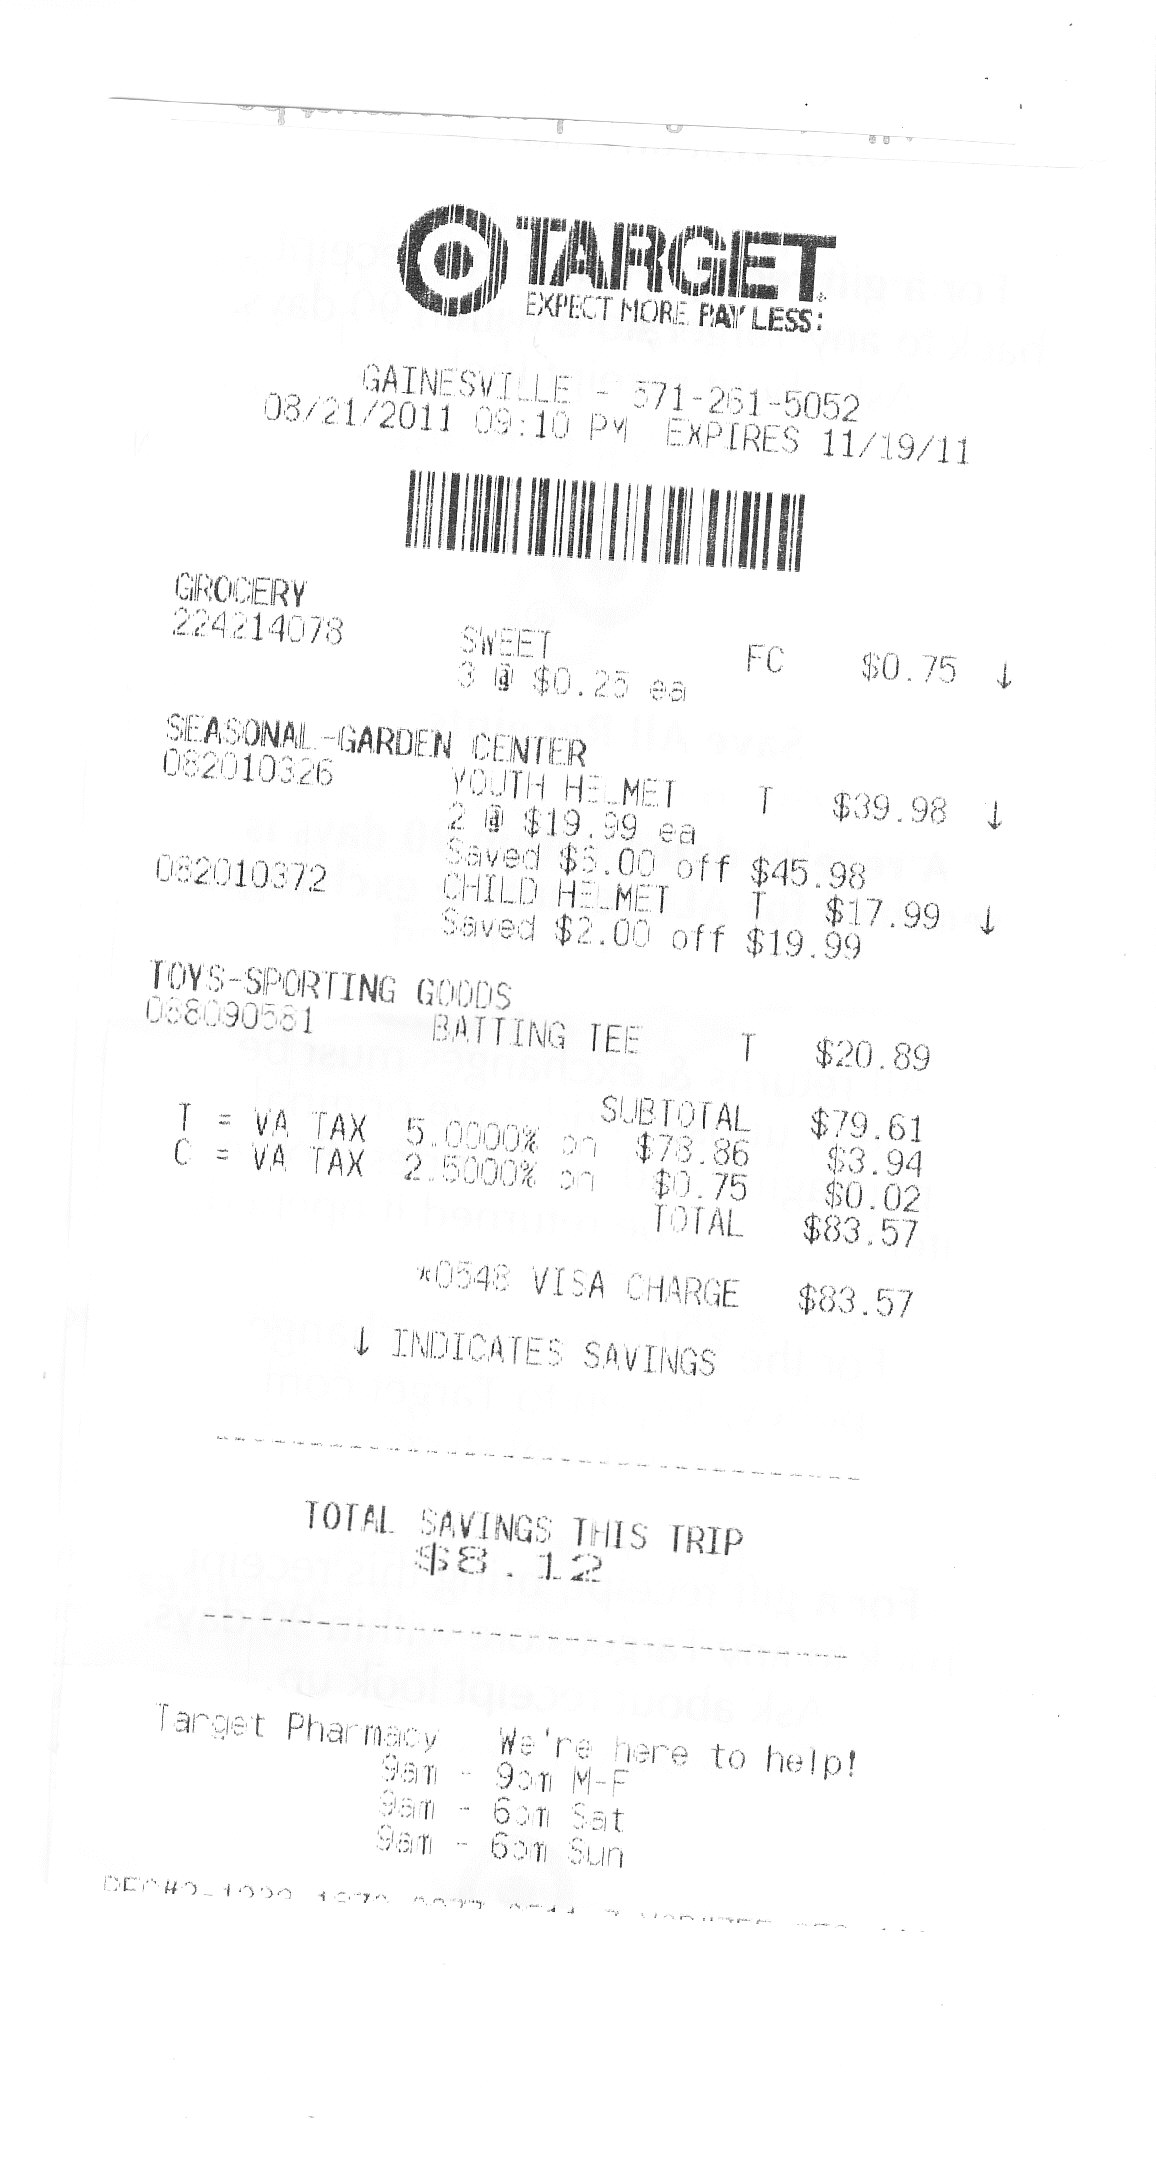 TARGET
EXPECT MORE. PAY LESS.
GAINESVILLE - 571-261-5052
08/21/2011 09:10 PM EXPIRES 11/19/11
GROCERY
224214078 SWEET FC $0.75 ↓
3 @ $0.25 ea
SEASONAL-GARDEN CENTER
082010326 YOUTH HELMET T $39.98 ↓
2 @ $19.99 ea
Saved $6.00 off $45.98
082010372 CHILD HELMET T $17.99 ↓
Saved $2.00 off $19.99
TOYS-SPORTING GOODS
BATTING TEE T $20.89
SUBTOTAL $79.61
T = VA TAX 5.0000% on $78.86 $3.94
C = VA TAX 2.5000% on $0.75 $0.02
TOTAL $83.57
*0548 VISA CHARGE $83.57
↓ INDICATES SAVINGS
TOTAL SAVINGS THIS TRIP
$8.12
Target Pharmacy We're here to help!
9am - 9pm M-F
9am - 6pm Sat
9am - 6pm Sun